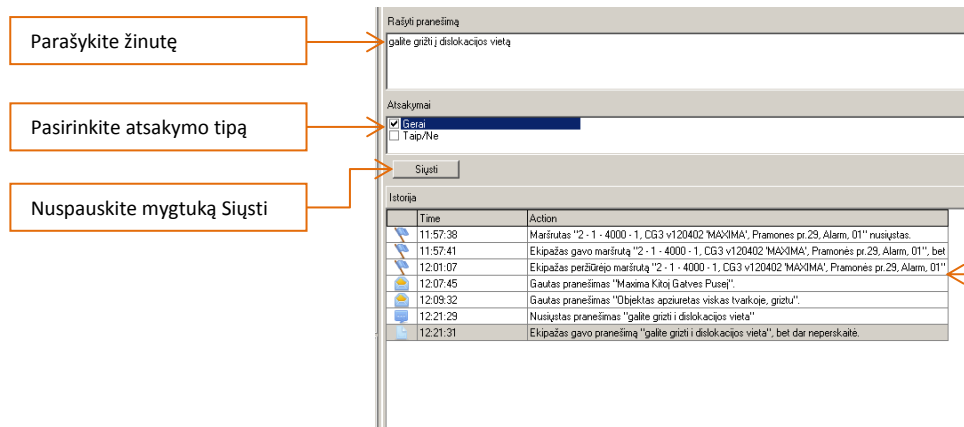 Parašykite žinutę
Pasirinkite atsakymo tipą
Nuspauskite mygtuką Siųsti
Rašyti pranešimą
galite grižti į dislokacijos vietą
Atsakymai
Gerai
Taip/Ne
Siųsti
Istorija
Time Action
11:57:38 Maršrutas "2 - 1 - 4000 - 1, CG3 v120402 'MAXIMA', Pramones pr.29, Alarm, 01" nusiųstas.
11:57:41 Ekipažas gavo maršrutą "2 - 1 - 4000 - 1, CG3 v120402 'MAXIMA', Pramonės pr.29, Alarm, 01", bet
12:01:07 Ekipažas peržiūrėjo maršrutą "2 - 1 - 4000 - 1, CG3 v120402 'MAXIMA', Pramonės pr.29, Alarm, 01"
12:07:45 Gautas pranešimas "Maxima Kitoj Gatves Pusej".
12:09:32 Gautas pranešimas "Objektas apziuretas viskas tvarkoje, griztu".
12:21:29 Nusiųstas pranešimas "galite grizti i dislokacijos vieta"
12:21:31 Ekipažas gavo pranešimą "galite grizti i dislokacijos vieta", bet dar neperskaitė.